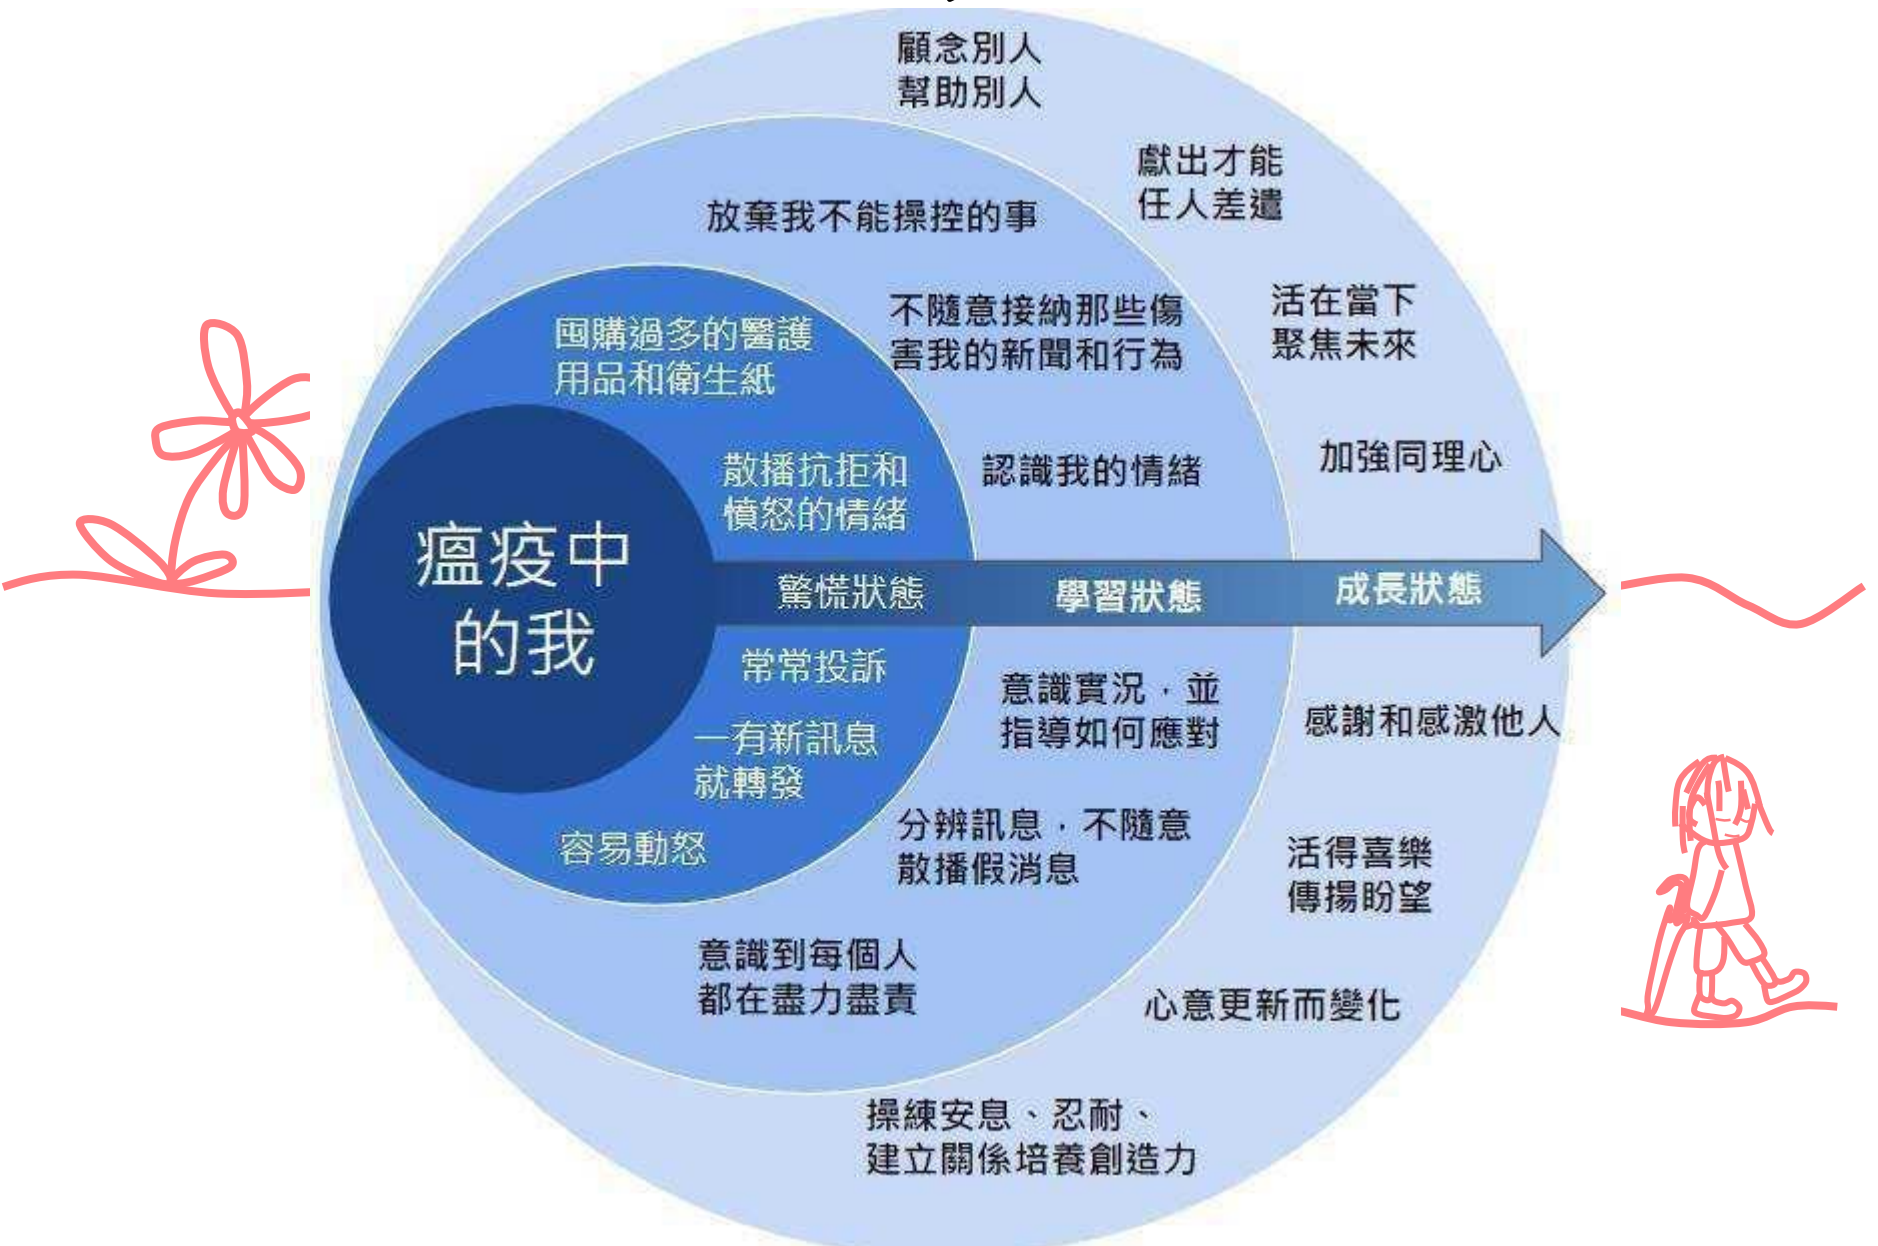 顧念別人
幫助別人
獻出才能
任人差遣
放棄我不能操控的事
不隨意接納那些傷
害我的新聞和行為
活在當下
聚焦未來
囤購過多的醫護
用品和衛生紙
散播抗拒和
憤怒的情緒
認識我的情緒
加強同理心
瘟疫中
的我
驚慌狀態
學習狀態
成長狀態
常常投訴
一有新訊息
就轉發
容易動怒
意識實況，並
指導如何應對
感謝和感激他人
分辨訊息，不隨意
散播假消息
活得喜樂
傳揚盼望
意識到每個人
都在盡力盡責
心意更新而變化
操練安息、忍耐、
建立關係培養創造力